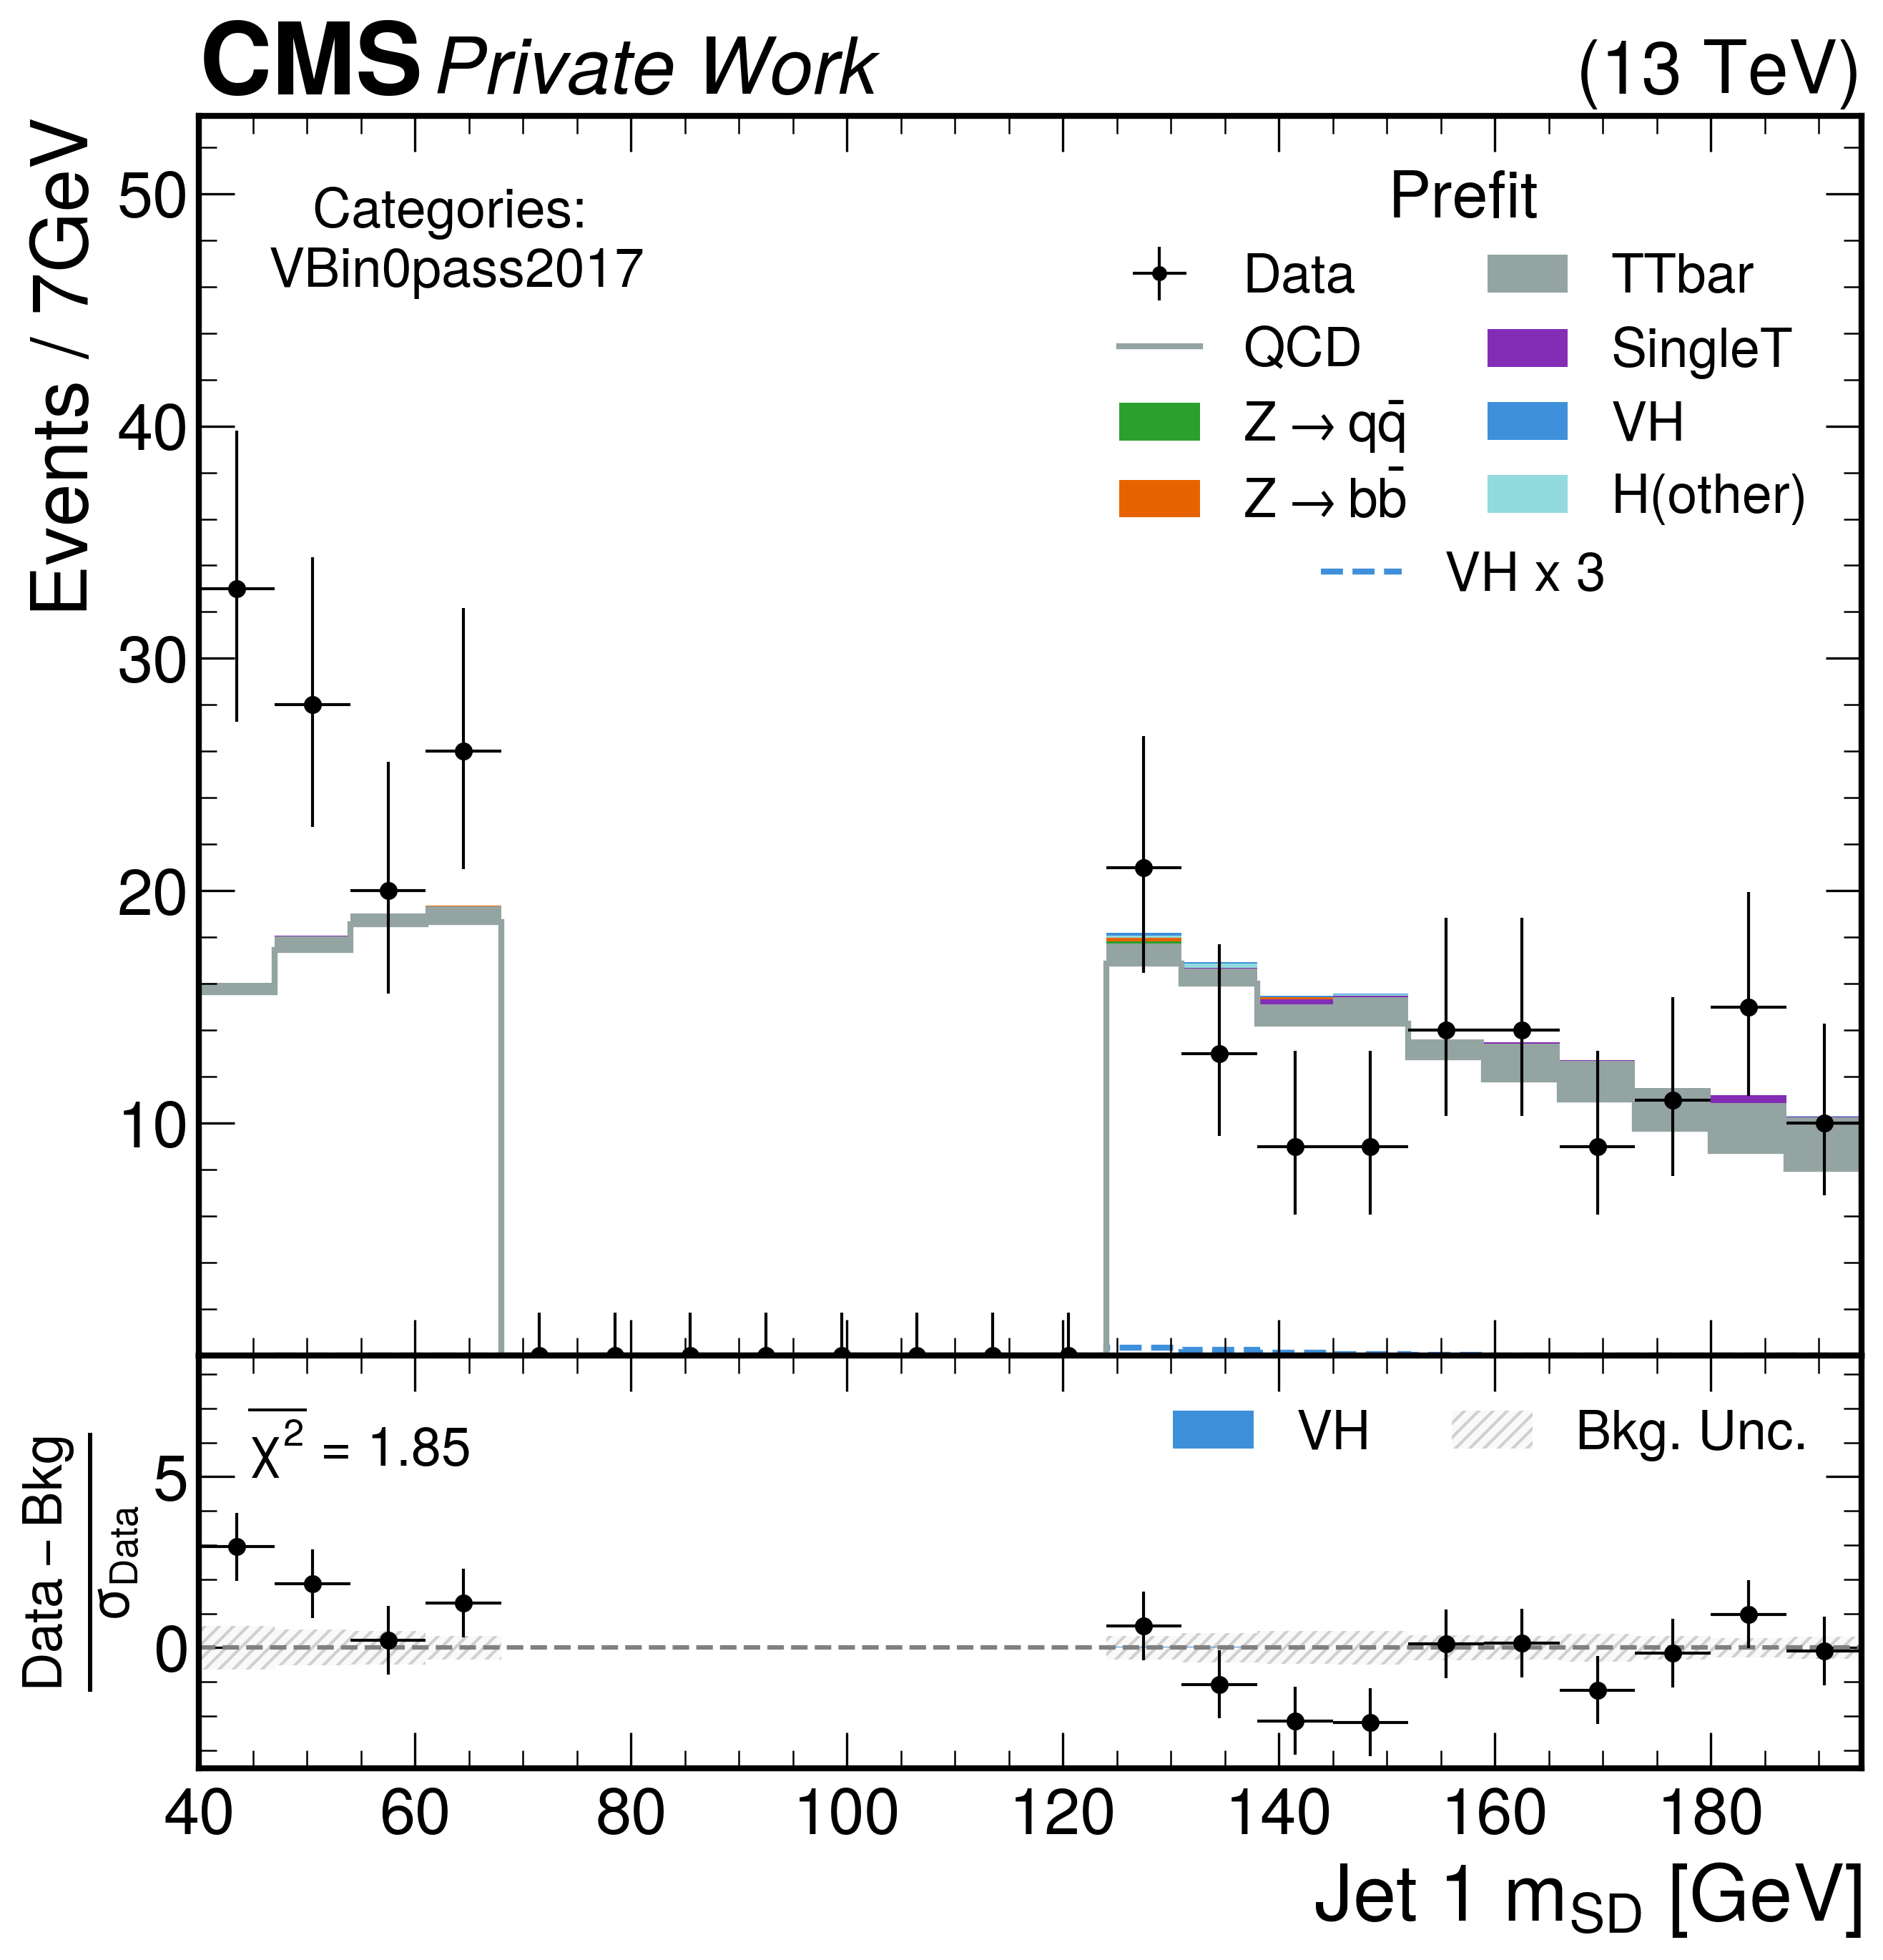 CMS Private Work (13 TeV)
Events / 7GeV
50
40
30
20
10
Categories:
VBin0pass2017
Prefit
Data
QCD
Z → qq̄
Z → bb̄
TTbar
SingleT
VH
H(other)
VH x 3
Data − Bkg
σData
5
0
χ² = 1.85
VH
Bkg. Unc.
40 60 80 100 120 140 160 180
Jet 1 mSD [GeV]